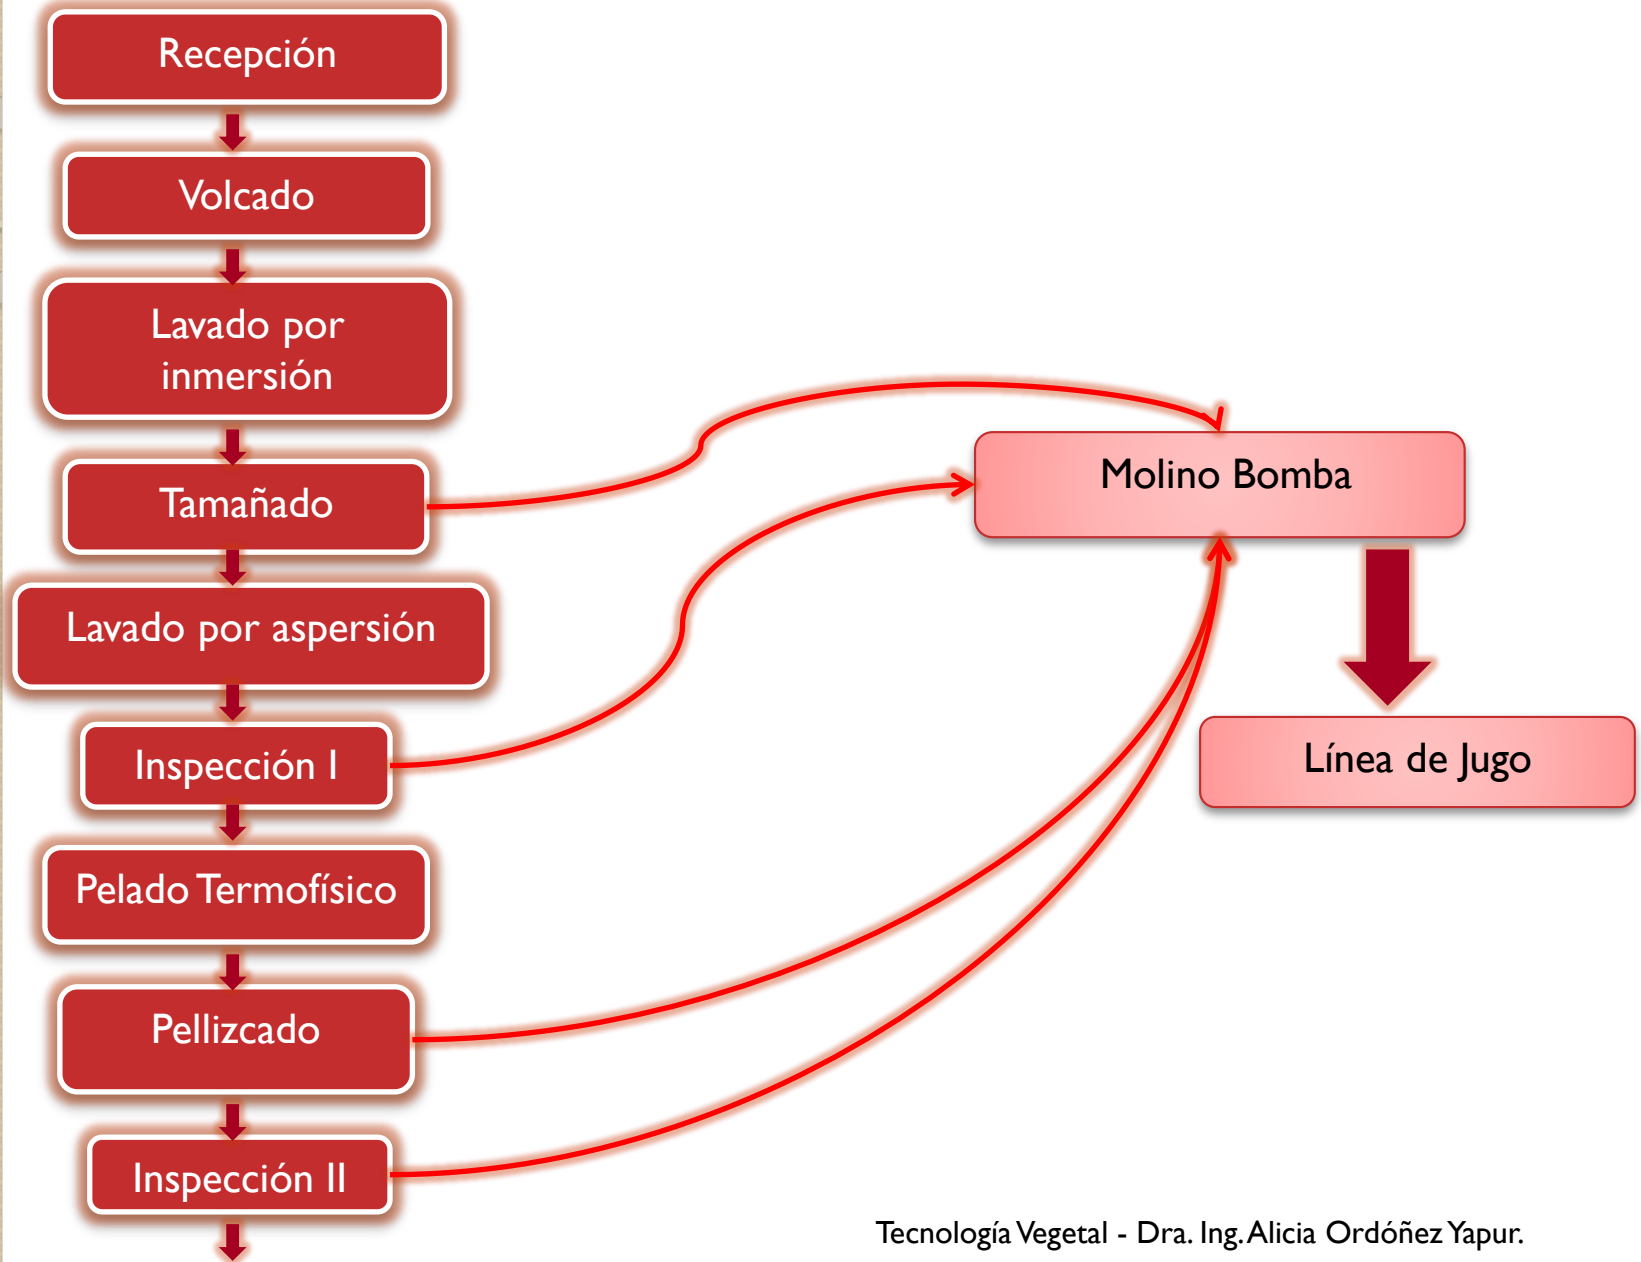 Recepción
Volcado
Lavado por
inmersión
Tamañado
Lavado por aspersión
Inspección I
Pelado Termofísico
Pellizcado
Inspección II
Molino Bomba
Línea de Jugo
Tecnología Vegetal - Dra. Ing. Alicia Ordóñez Yapur.